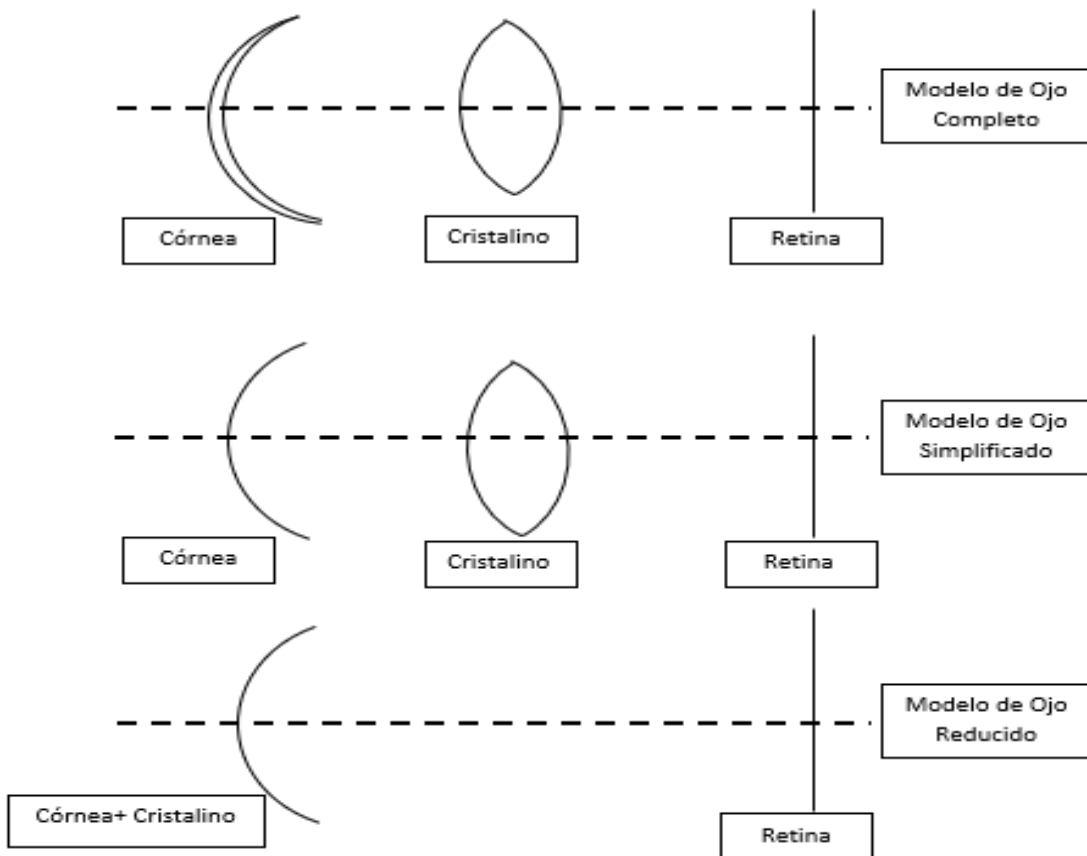 Modelo de Ojo
Completo
Córnea
Cristalino
Retina
Modelo de Ojo
Simplificado
Córnea
Cristalino
Retina
Modelo de Ojo
Reducido
Córnea+ Cristalino
Retina